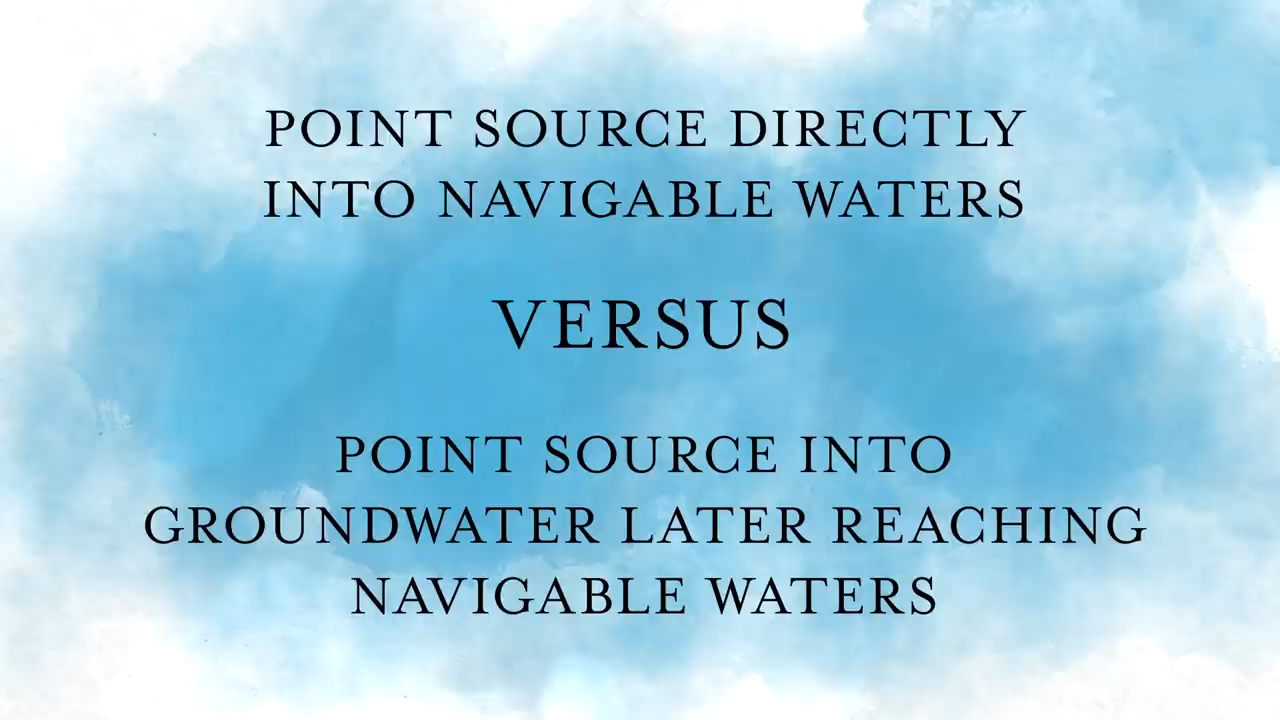 POINT SOURCE DIRECTLY
INTO NAVIGABLE WATERS
VERSUS
POINT SOURCE INTO
GROUNDWATER LATER REACHING
NAVIGABLE WATERS